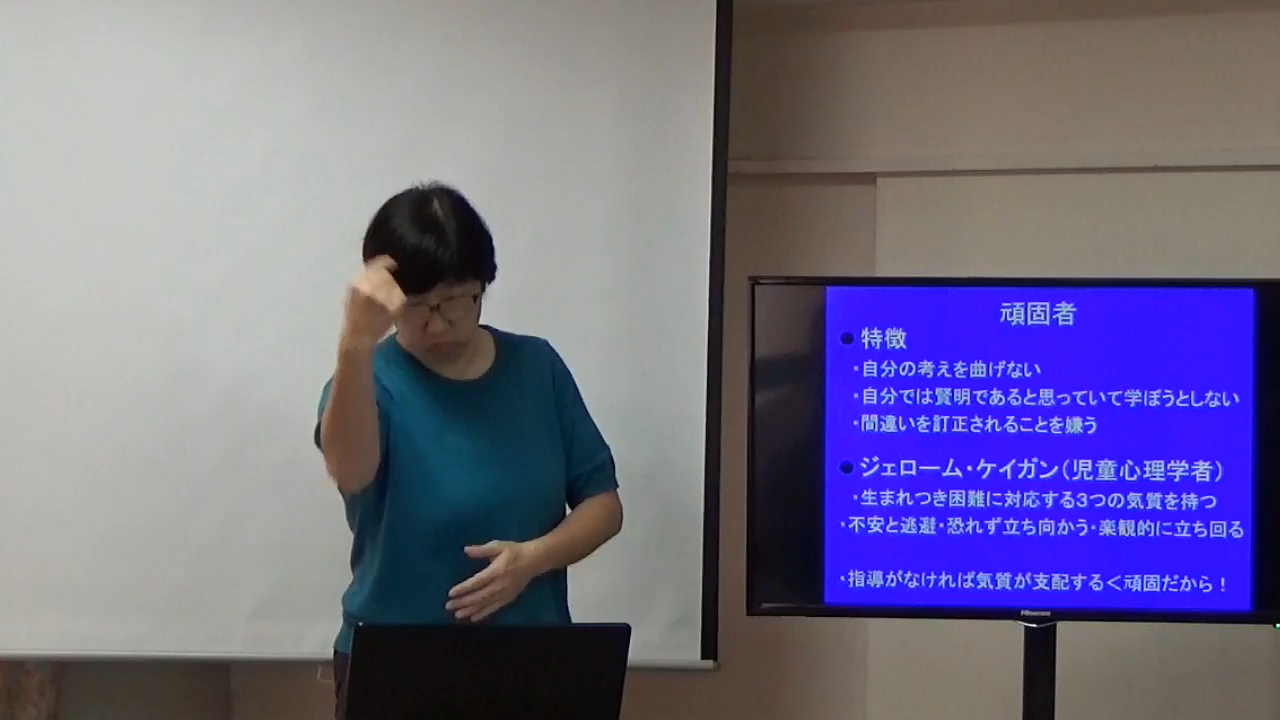 頑固者
●特徴
・自分の考えを曲げない
・自分では賢明であると思っていて学ぼうとしない
・間違いを訂正されることを嫌う
●ジェローム・ケイガン（児童心理学者）
・生まれつき困難に対応する3つの気質を持つ
・不安と逃避・恐れず立ち向かう・楽観的に立ち回る
・指導がなければ気質が支配する＜頑固だから！
Hisense